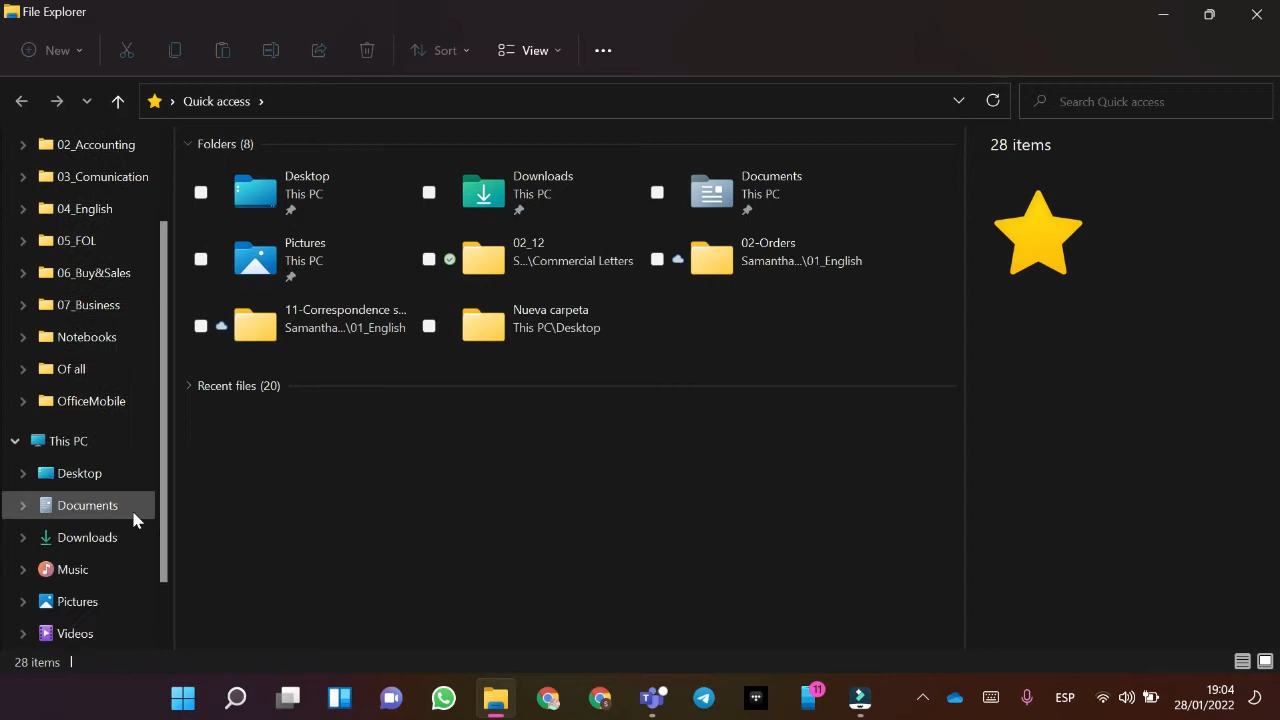 File Explorer
New
Sort
View
Quick access
Search Quick access
02_Accounting
03_Comunication
04_English
05_FOL
06_Buy&Sales
07_Business
Notebooks
Of all
OfficeMobile
This PC
Desktop
Documents
Downloads
Music
Pictures
Videos
Folders (8)
Desktop
This PC
Downloads
This PC
Documents
This PC
Pictures
This PC
02_12
S...\Commercial Letters
02-Orders
Samantha...\01_English
11-Correspondence s...
Samantha...\01_English
Nueva carpeta
This PC\Desktop
Recent files (20)
28 items
28 items
11
ESP
19:04
28/01/2022